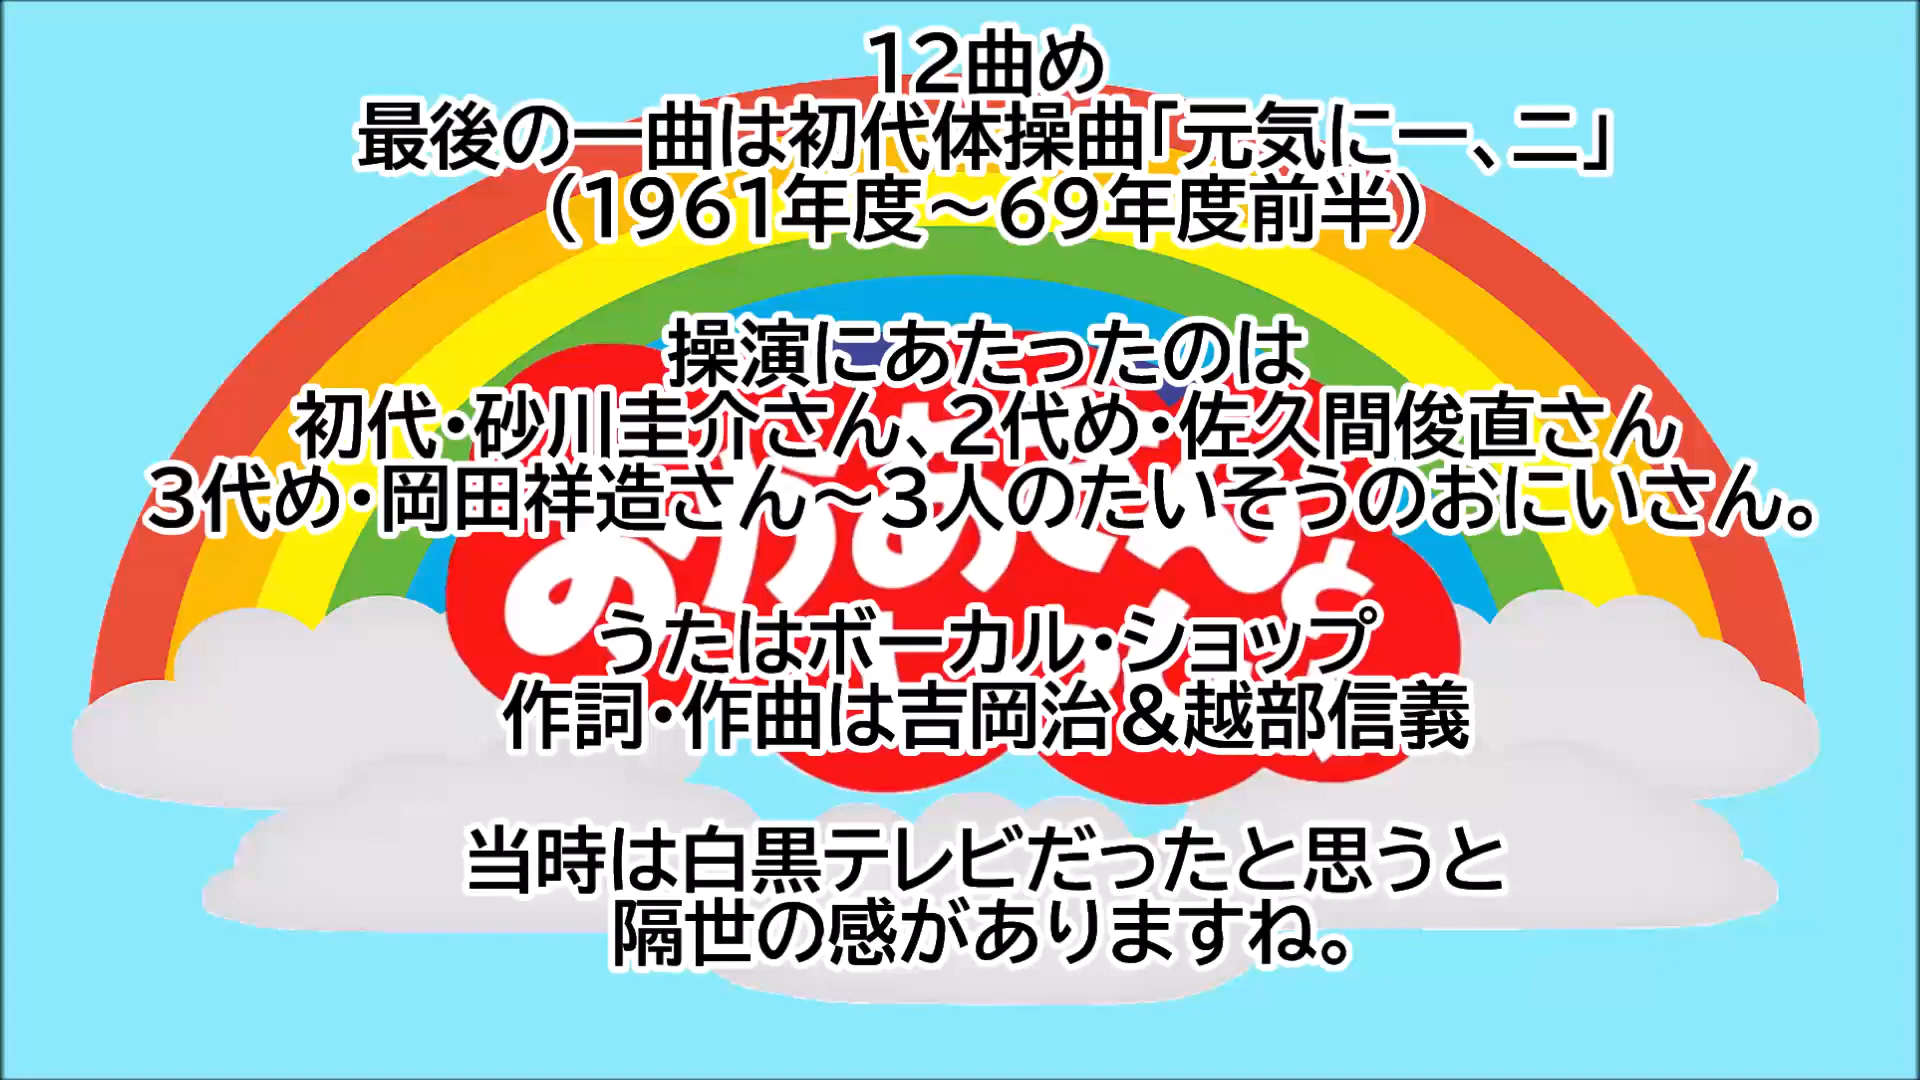 12曲め
最後の一曲は初代体操曲｢元気に一､二｣
(1961年度～69年度前半)
操演にあたったのは
初代･砂川圭介さん､2代め･佐久間俊直さん
3代め･岡田祥造さん～3人のたいそうのおにいさん。
うたはボーカル･ショップ
作詞･作曲は吉岡治＆越部信義
当時は白黒テレビだったと思うと
隔世の感がありますね。
おかあさんと